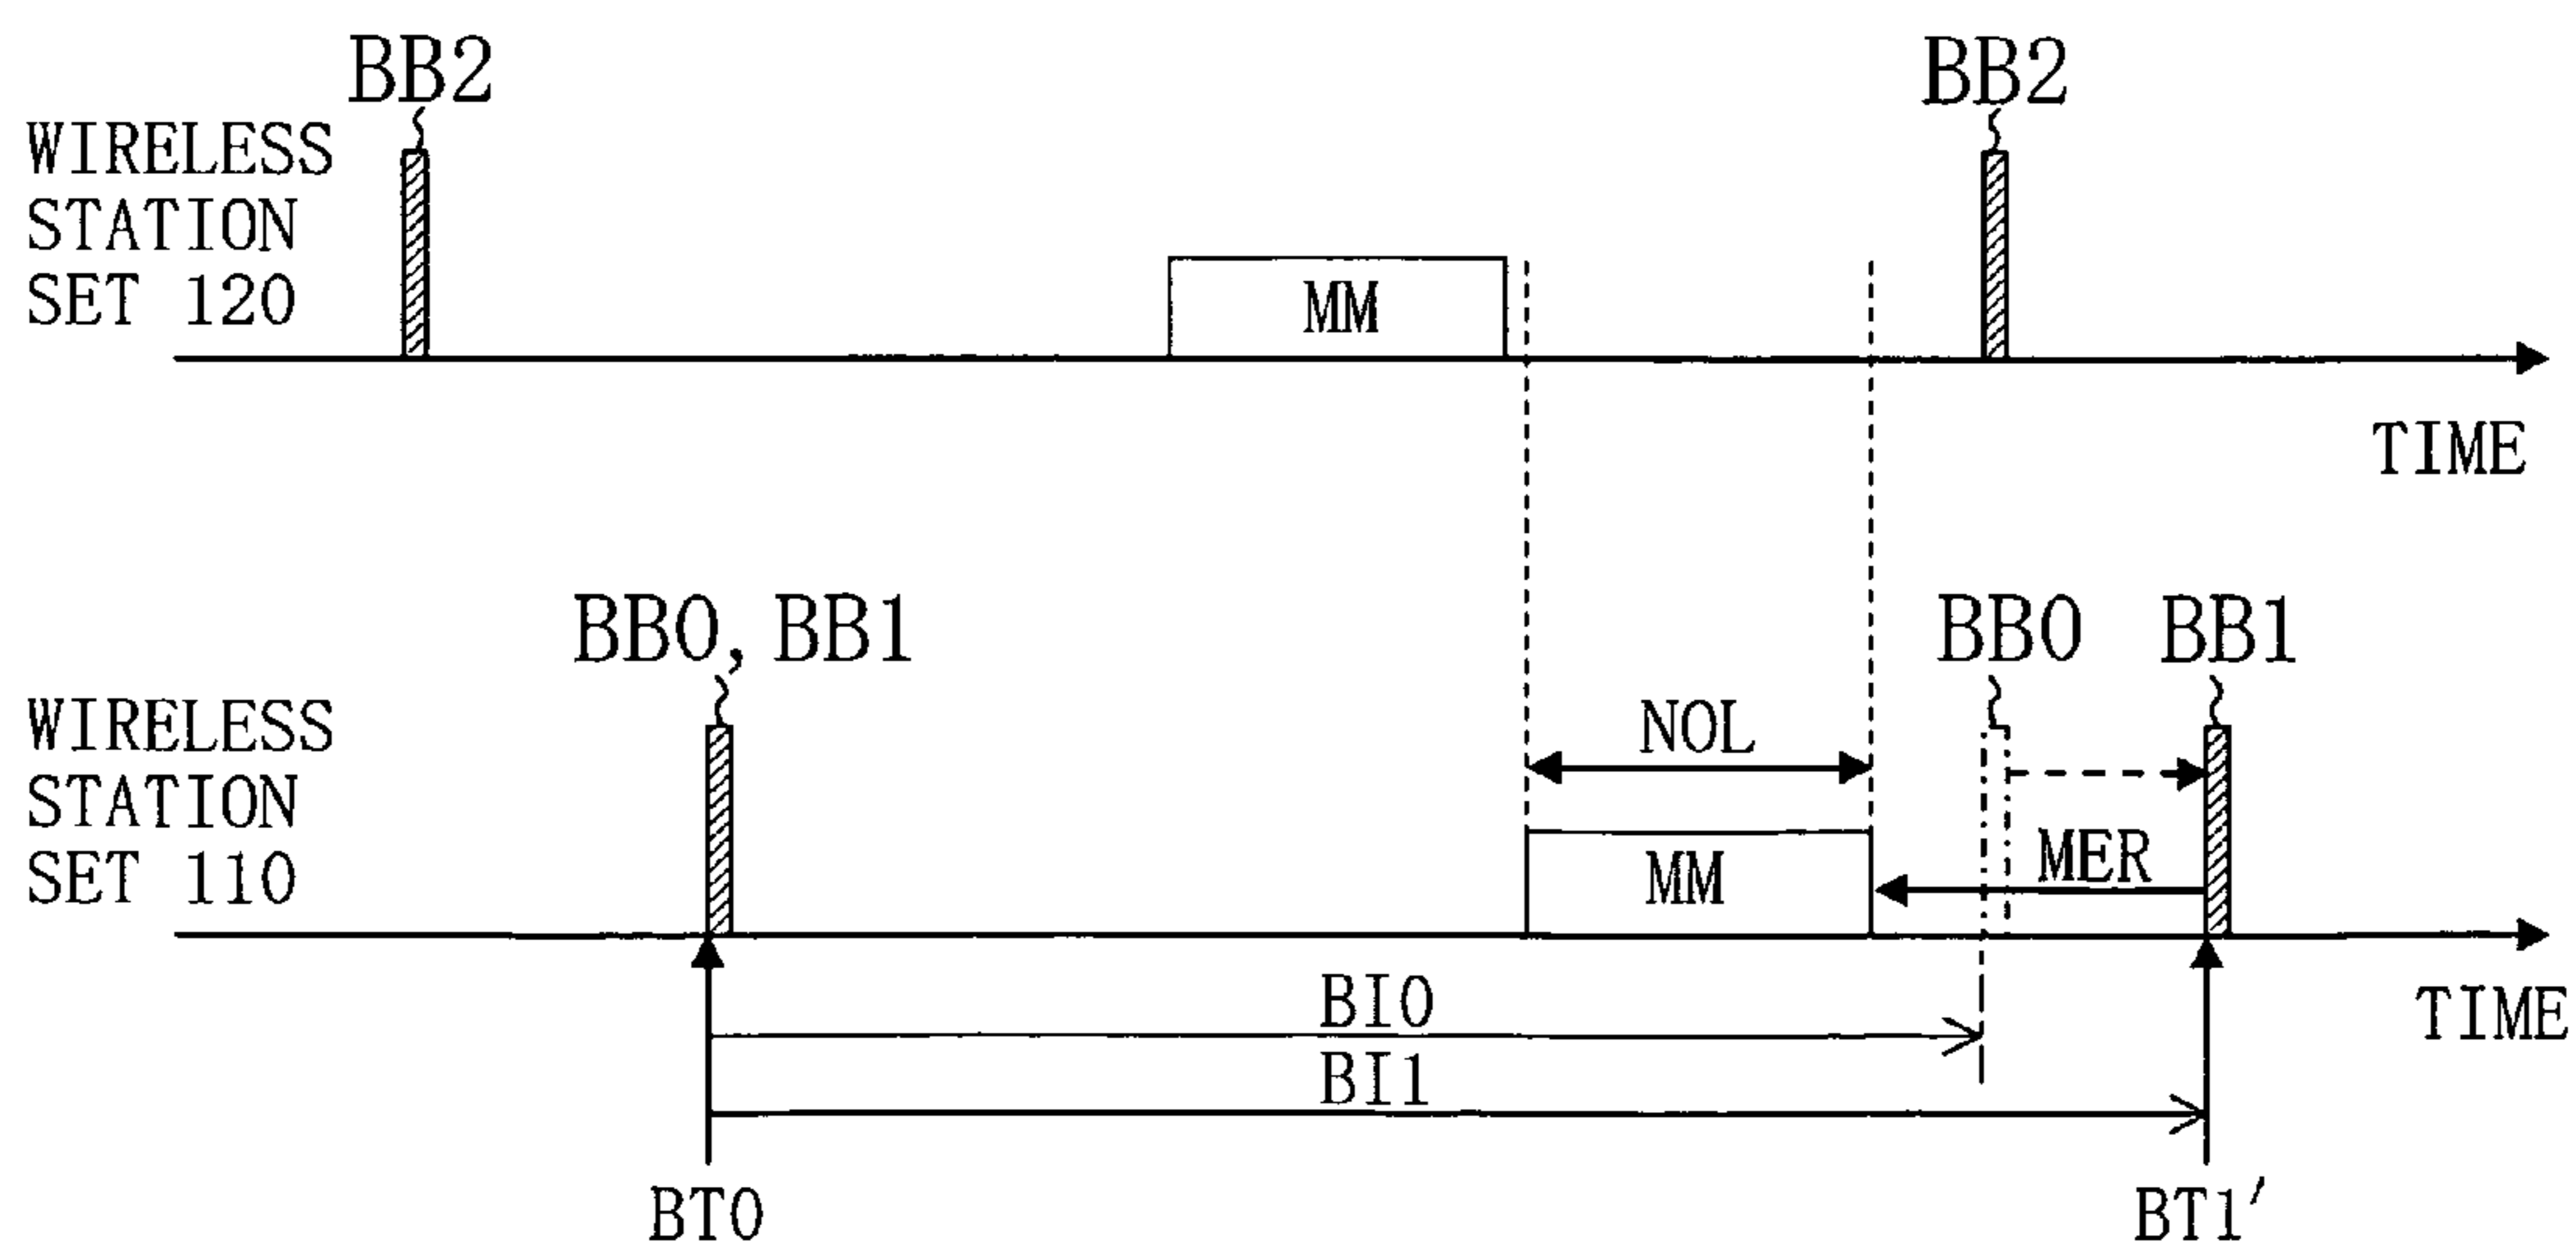 BB2
BB2
WIRELESS
STATION
SET 120
MM
TIME
BB0, BB1
BB0
BB1
WIRELESS
STATION
SET 110
NOL
MM
MER
BI0
TIME
BI1
BT0
BT1′